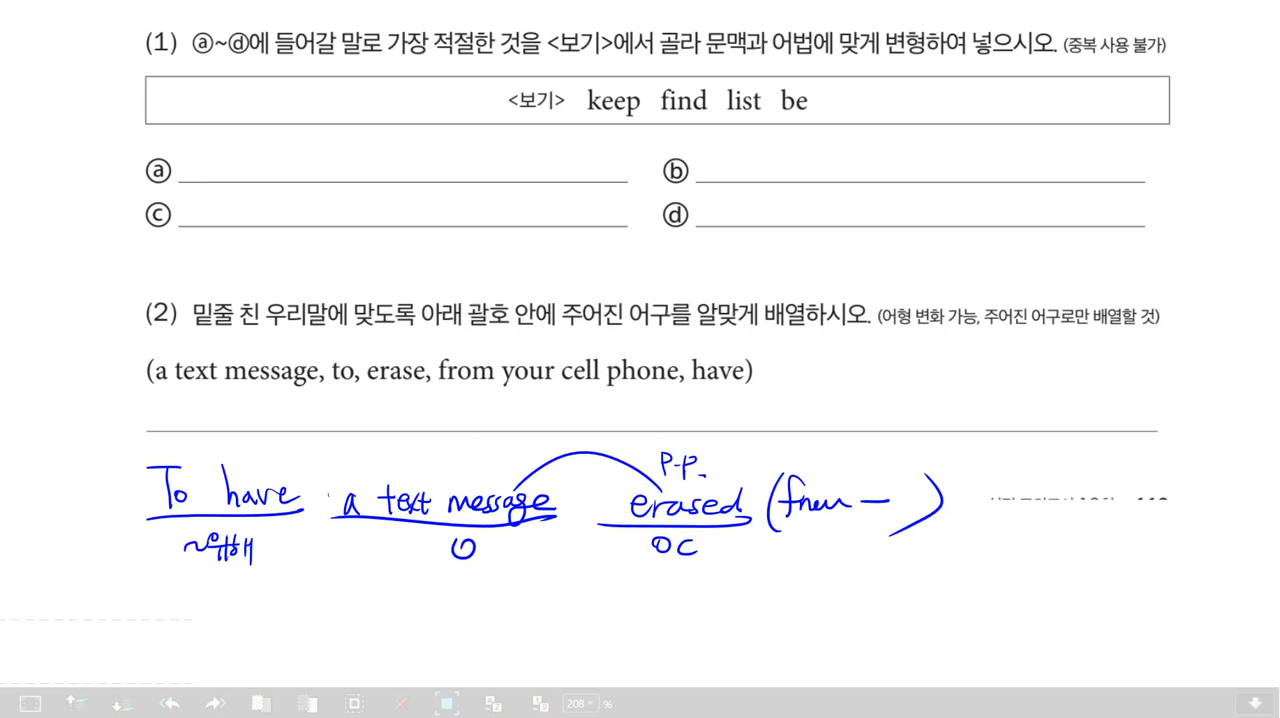 (1) ⓐ~ⓓ에 들어갈 말로 가장 적절한 것을 <보기>에서 골라 문맥과 어법에 맞게 변형하여 넣으시오. (중복 사용 불가)
<보기> keep find list be
ⓐ ⓑ
ⓒ ⓓ
(2) 밑줄 친 우리말에 맞도록 아래 괄호 안에 주어진 어구를 알맞게 배열하시오. (어형 변화 가능, 주어진 어구로만 배열할 것)
(a text message, to, erase, from your cell phone, have)
P.P.
To have a text message erased (from — )
~위해 O OC
208 %